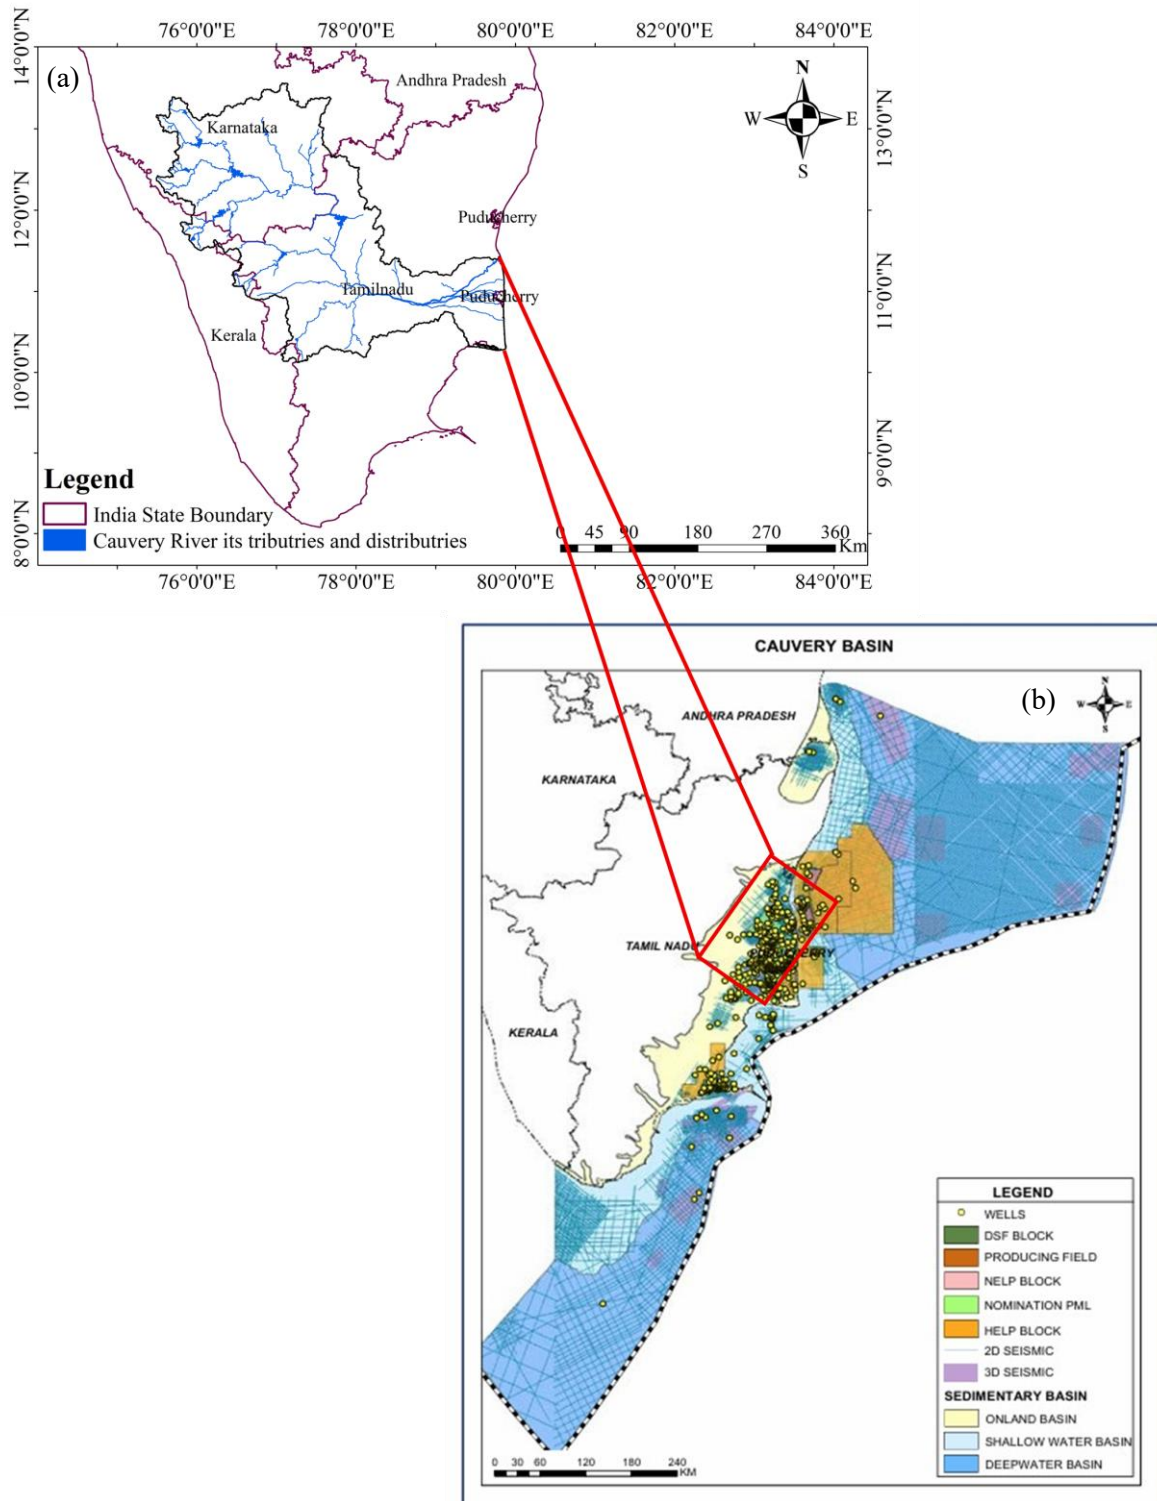 76°0'0"E 78°0'0"E 80°0'0"E 82°0'0"E 84°0'0"E
14°0'0"N
(a)
Andhra Pradesh
N
W E
S
13°0'0"N
Karnataka
12°0'0"N
Puducherry
11°0'0"N
Tamilnadu
Puducherry
Kerala
10°0'0"N
9°0'0"N
Legend
India State Boundary
Cauvery River its tributries and distributries
8°0'0"N
0 45 90 180 270 360
Km
76°0'0"E 78°0'0"E 80°0'0"E 82°0'0"E 84°0'0"E
CAUVERY BASIN
(b)
N
W E
S
ANDHRA PRADESH
KARNATAKA
TAMIL NADU
KERALA
LEGEND
WELLS
DSF BLOCK
PRODUCING FIELD
NELP BLOCK
NOMINATION PML
HELP BLOCK
2D SEISMIC
3D SEISMIC
SEDIMENTARY BASIN
ONLAND BASIN
SHALLOW WATER BASIN
DEEPWATER BASIN
0 30 60 120 180 240
KM